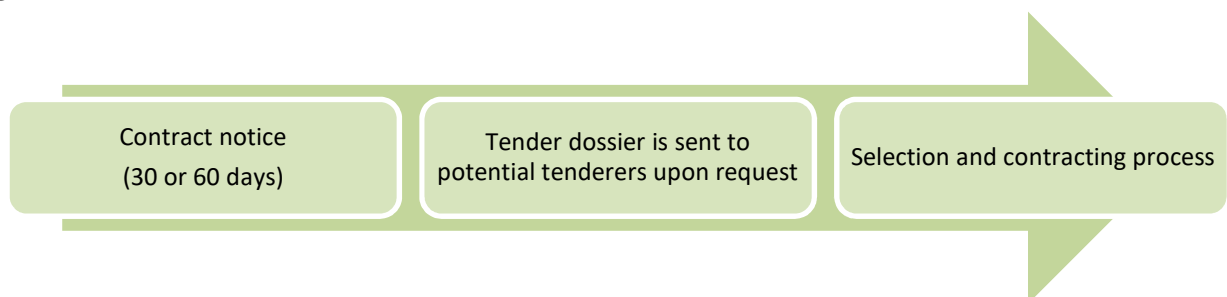 Contract notice
(30 or 60 days)
Tender dossier is sent to
potential tenderers upon request
Selection and contracting process